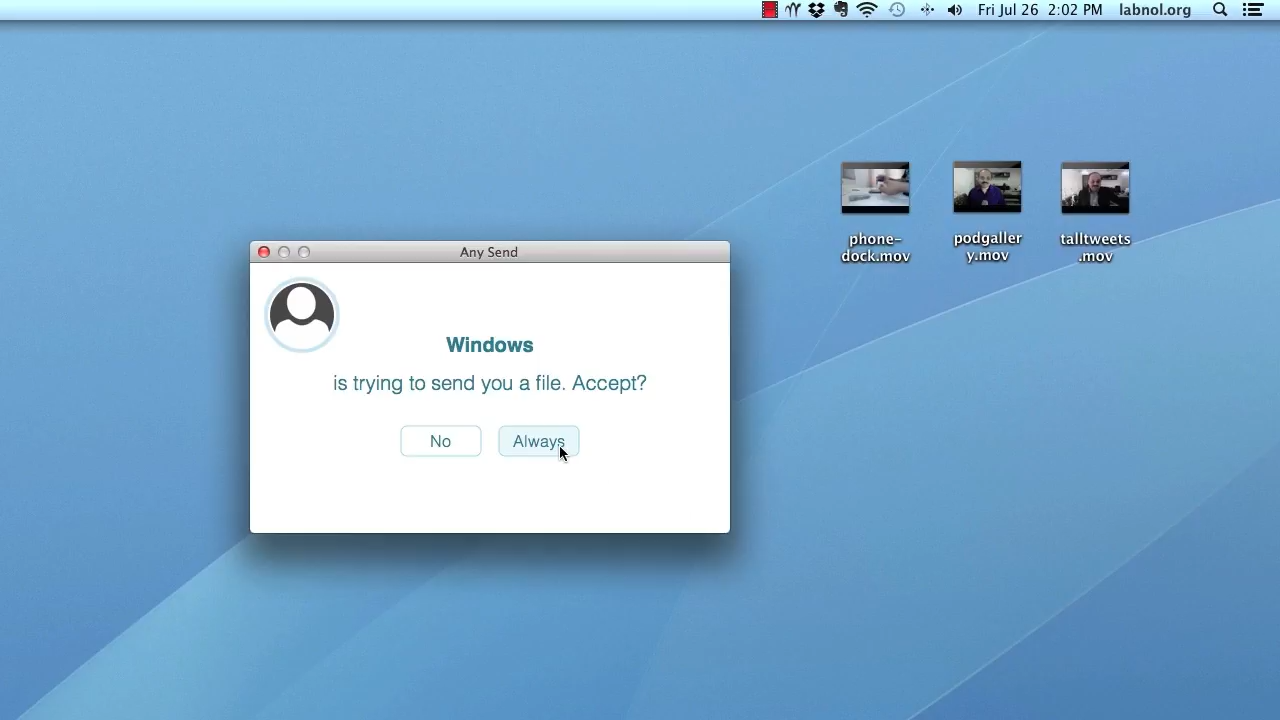 Fri Jul 26 2:02 PM labnol.org
phone-
dock.mov
podgaller
y.mov
talltweets
.mov
Any Send
Windows
is trying to send you a file. Accept?
No Always